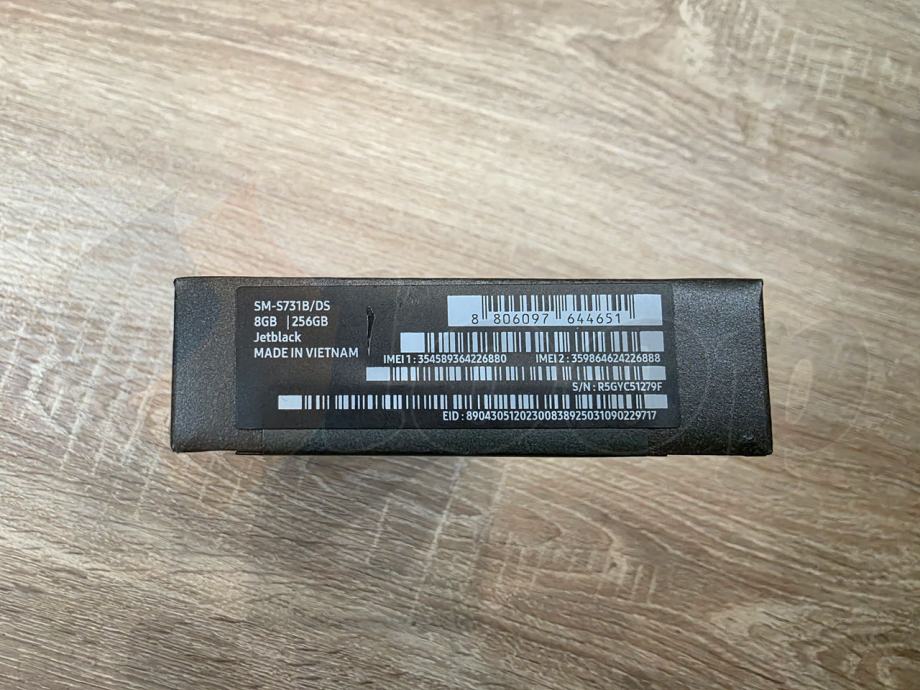 SM-S731B/DS
8GB | 256GB
Jetblack
MADE IN VIETNAM
8 806097 644651
IMEI 1 : 354589364226880 IMEI 2 : 359864624226888
S/N : R5GYC51279F
EID : 89043051202300838925031090229717